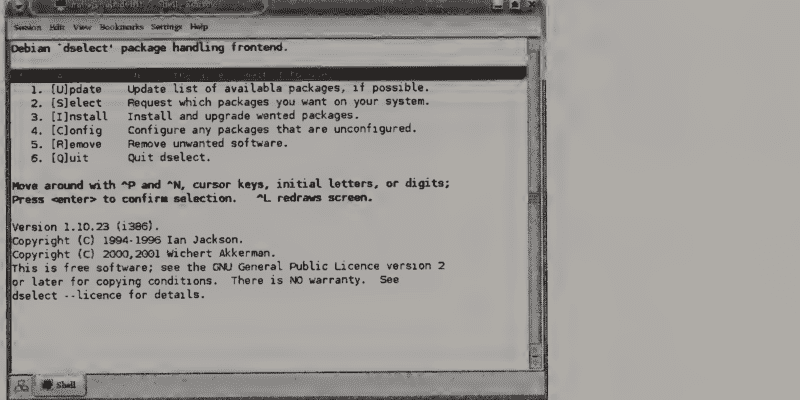 Session Edit View Bookmarks Settings Help
Debian `dselect' package handling frontend.
1. [U]pdate Update list of availabla packages, if possible.
2. [S]elect Request which packages you want on your system.
3. [I]nstall Install and upgrade wented packages.
4. [C]onfig Configure any packages that are unconfigured.
5. [R]emove Remove unwanted software.
6. [Q]uit Quit dselect.
Move around with ^P and ^N, cursor keys, initial letters, or digits;
Press <enter> to confirm selection. ^L redraws screen.
Version 1.10.23 (i386).
Copyright (C) 1994-1996 Ian Jackson.
Copyright (C) 2000,2001 Wichert Akkerman.
This is free software; see the GNU General Public Licence version 2
or later for copying conditions. There is NO warranty. See
dselect --licence for details.
Shell